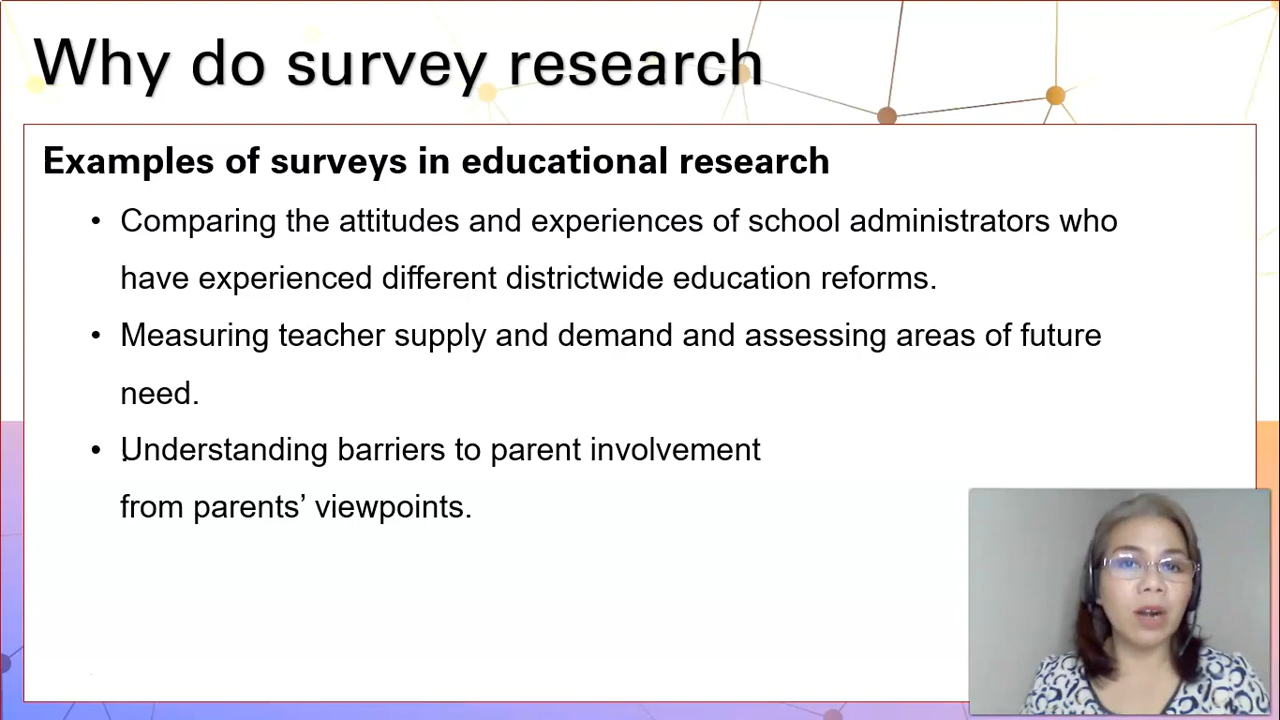 Why do survey research
Examples of surveys in educational research
• Comparing the attitudes and experiences of school administrators who
have experienced different districtwide education reforms.
• Measuring teacher supply and demand and assessing areas of future
need.
• Understanding barriers to parent involvement
from parents’ viewpoints.